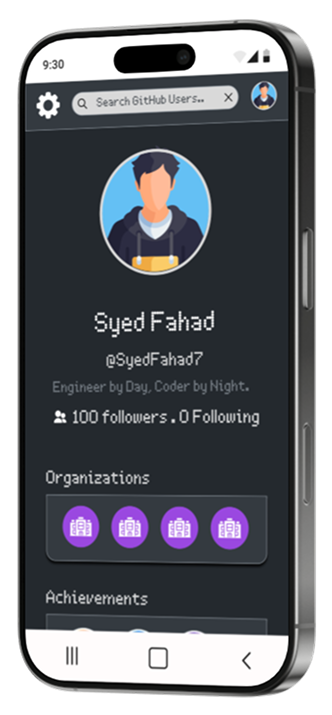 9:30
Search GitHub Users..
Syed Fahad
@SyedFahad7
Engineer by Day, Coder by Night.
100 followers . 0 Following
Organizations
Achievements